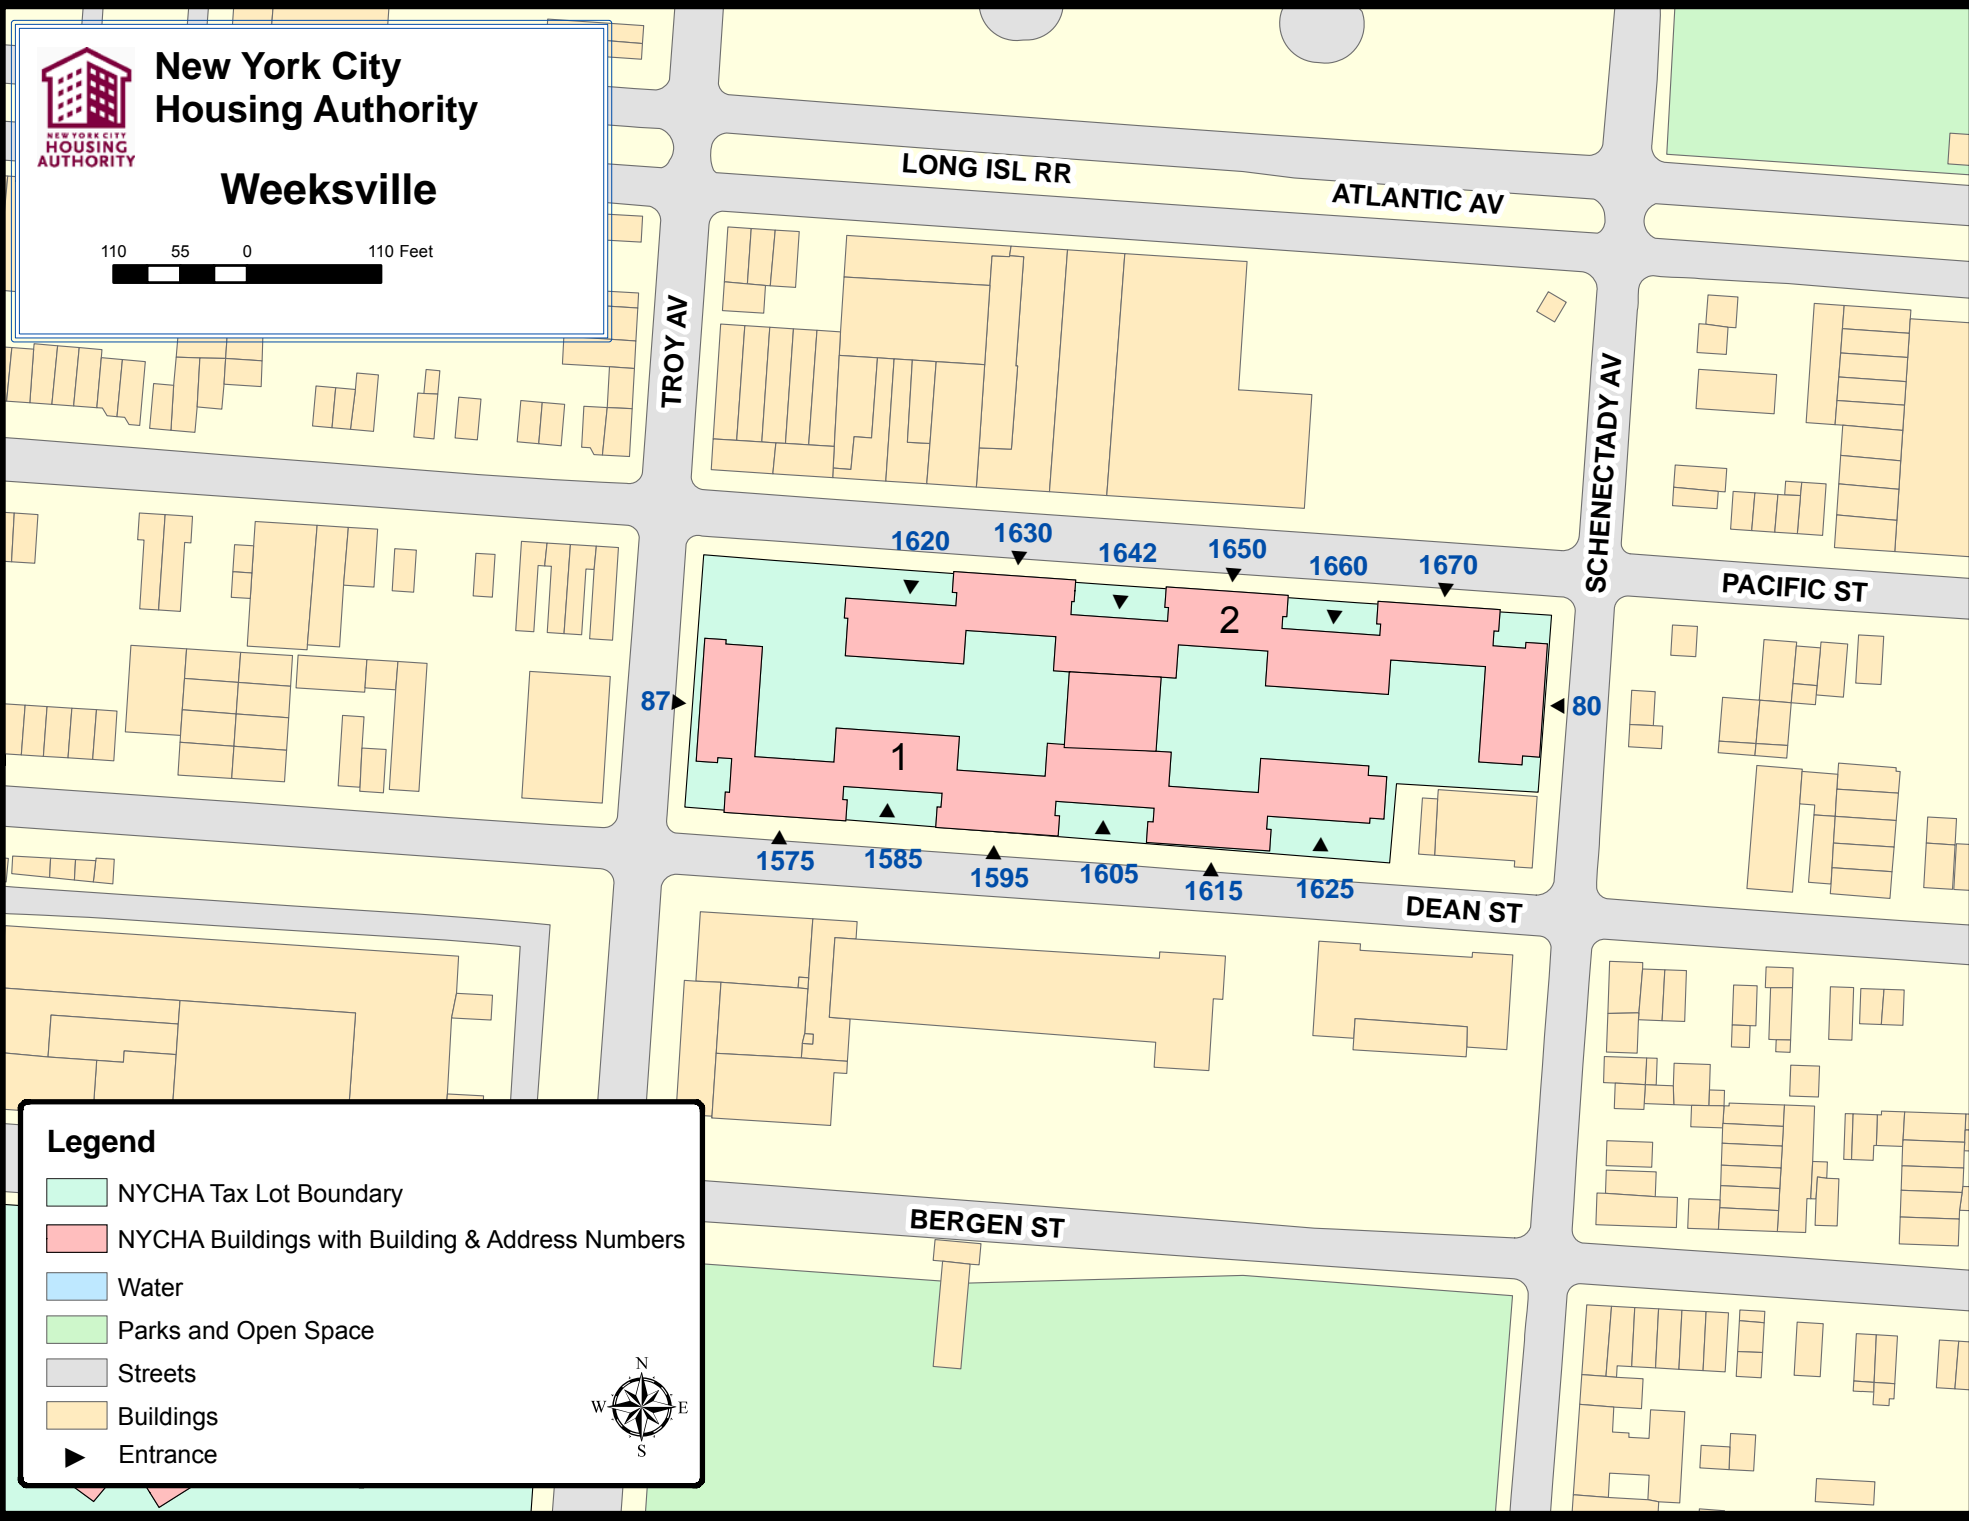 New York City
Housing Authority
NEW YORK CITY
HOUSING
AUTHORITY
Weeksville
110 55 0 110 Feet
LONG ISL RR
ATLANTIC AV
TROY AV
SCHENECTADY AV
PACIFIC ST
1620
1630
1642
1650
1660
1670
2
87
80
1
1575
1585
1595
1605
1615
1625
DEAN ST
BERGEN ST
Legend
NYCHA Tax Lot Boundary
NYCHA Buildings with Building & Address Numbers
Water
Parks and Open Space
Streets
Buildings
Entrance
N
W E
S